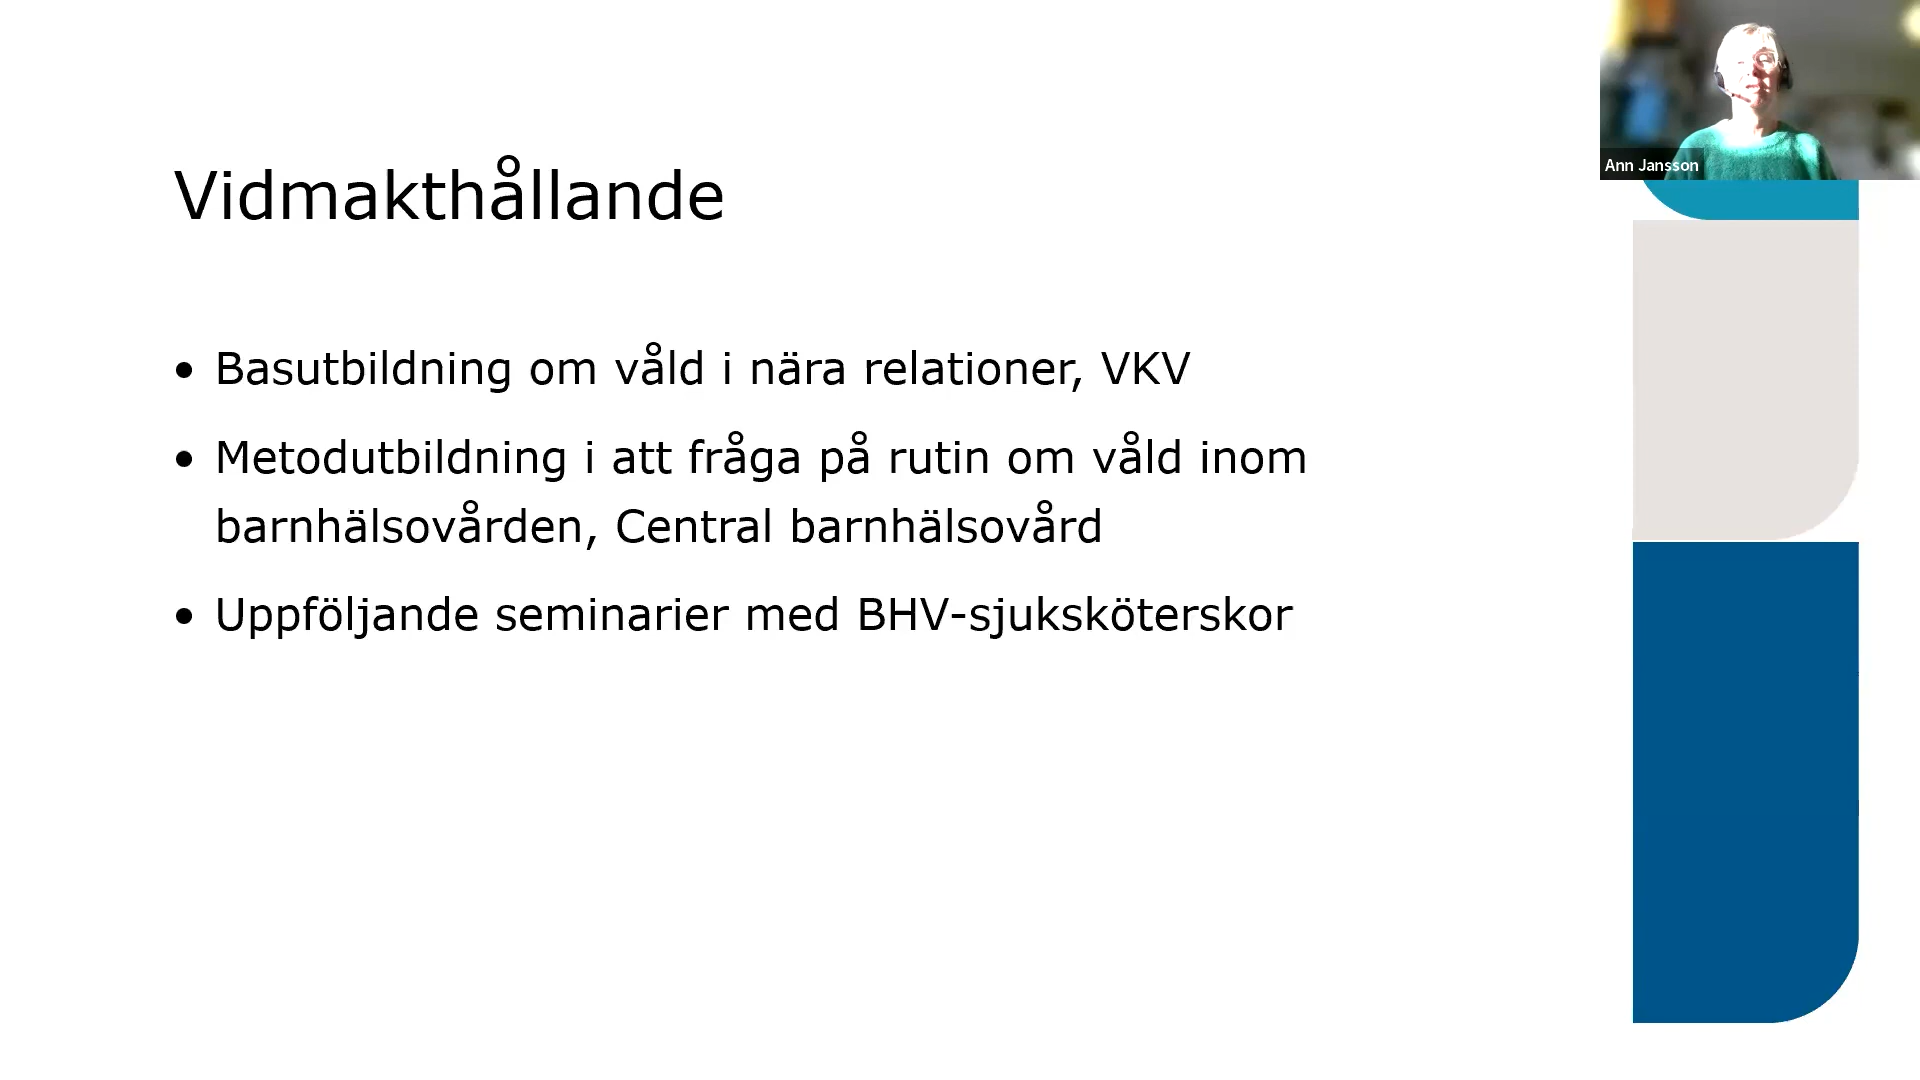 Vidmakthållande
• Basutbildning om våld i nära relationer, VKV
• Metodutbildning i att fråga på rutin om våld inom
barnhälsovården, Central barnhälsovård
• Uppföljande seminarier med BHV-sjuksköterskor
Ann Jansson